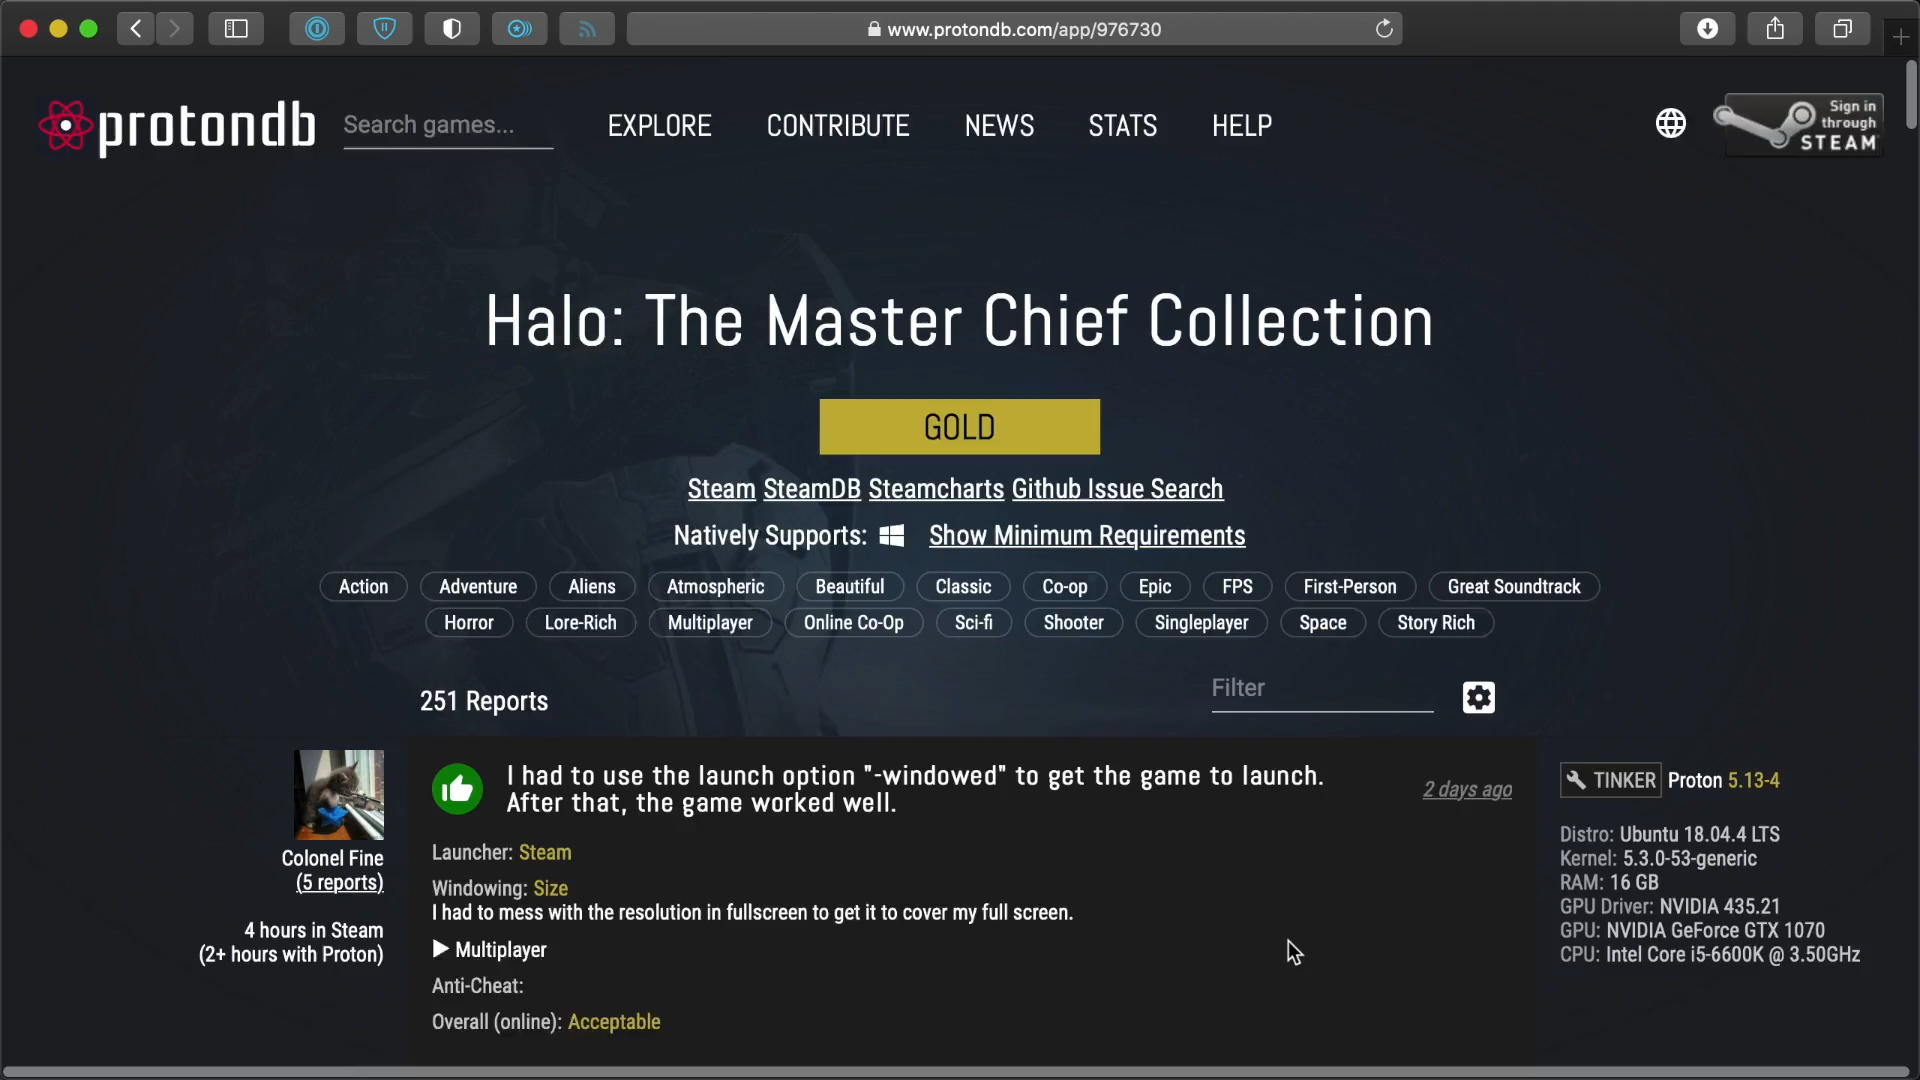 www.protondb.com/app/976730
protondb
Search games...
EXPLORE
CONTRIBUTE
NEWS
STATS
HELP
Sign in
through
STEAM
Halo: The Master Chief Collection
GOLD
Steam SteamDB Steamcharts Github Issue Search
Natively Supports: Show Minimum Requirements
Action Adventure Aliens Atmospheric Beautiful Classic Co-op Epic FPS First-Person Great Soundtrack
Horror Lore-Rich Multiplayer Online Co-Op Sci-fi Shooter Singleplayer Space Story Rich
251 Reports
Filter
Colonel Fine
(5 reports)
4 hours in Steam
(2+ hours with Proton)
I had to use the launch option "-windowed" to get the game to launch.
After that, the game worked well.
2 days ago
Launcher: Steam
Windowing: Size
I had to mess with the resolution in fullscreen to get it to cover my full screen.
Multiplayer
Anti-Cheat:
Overall (online): Acceptable
TINKER Proton 5.13-4
Distro: Ubuntu 18.04.4 LTS
Kernel: 5.3.0-53-generic
RAM: 16 GB
GPU Driver: NVIDIA 435.21
GPU: NVIDIA GeForce GTX 1070
CPU: Intel Core i5-6600K @ 3.50GHz